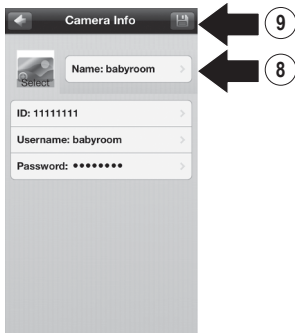 Camera Info
9
Select
Name: babyroom
8
ID: 11111111
Username: babyroom
Password: ••••••••